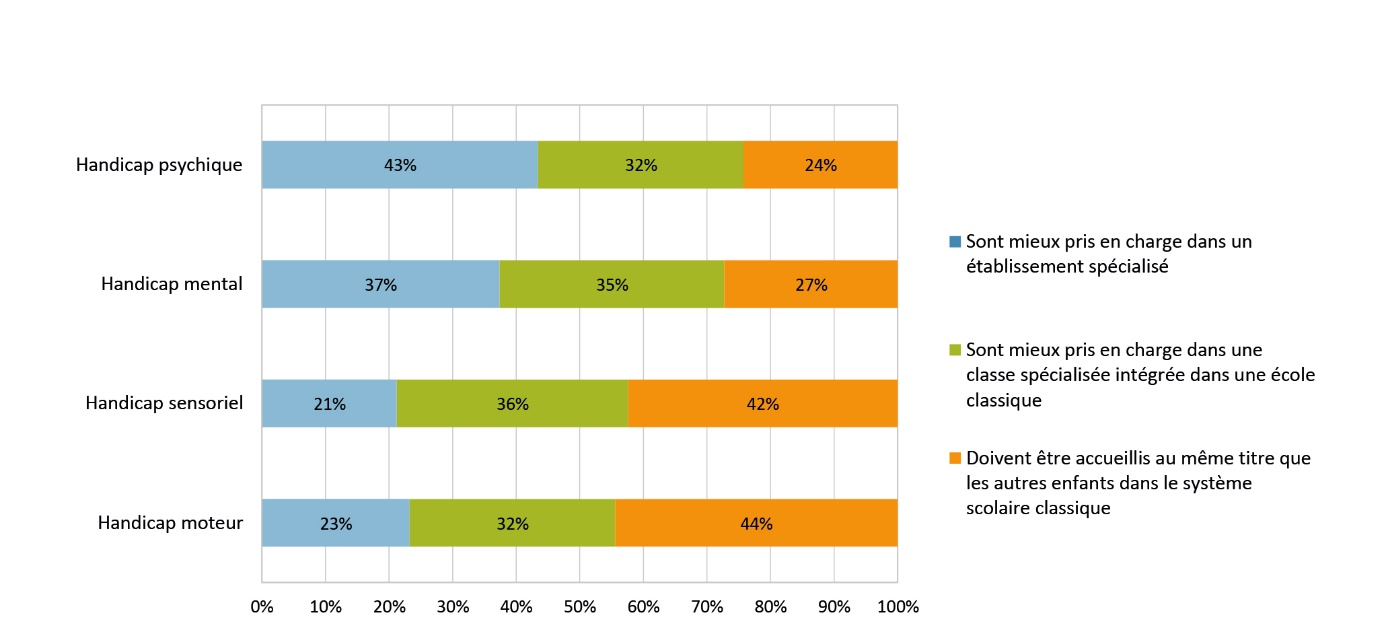 Handicap psychique
43%
32%
24%
Handicap mental
37%
35%
27%
Handicap sensoriel
21%
36%
42%
Handicap moteur
23%
32%
44%
0%
10%
20%
30%
40%
50%
60%
70%
80%
90%
100%
Sont mieux pris en charge dans un
établissement spécialisé
Sont mieux pris en charge dans une
classe spécialisée intégrée dans une école
classique
Doivent être accueillis au même titre que
les autres enfants dans le système
scolaire classique